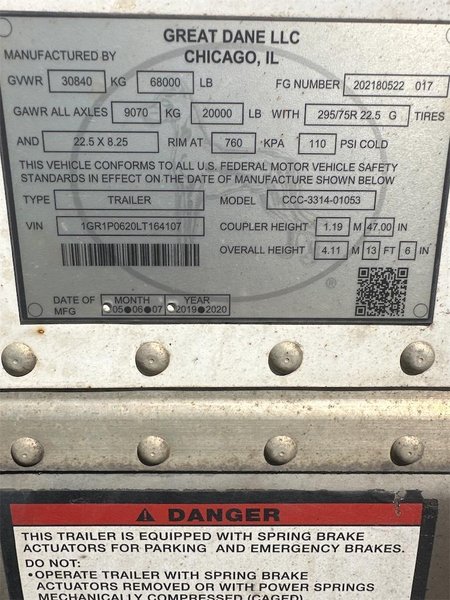 GREAT DANE LLC
MANUFACTURED BY CHICAGO, IL
GVWR 30840 KG 68000 LB FG NUMBER 202180522 017
GAWR ALL AXLES 9070 KG 20000 LB WITH 295/75R 22.5 G TIRES
AND 22.5 X 8.25 RIM AT 760 KPA 110 PSI COLD
THIS VEHICLE CONFORMS TO ALL U.S. FEDERAL MOTOR VEHICLE SAFETY
STANDARDS IN EFFECT ON THE DATE OF MANUFACTURE SHOWN BELOW
TYPE TRAILER MODEL CCC-3314-01053
VIN 1GR1P0620LT164107 COUPLER HEIGHT 1.19 M 47.00 IN
OVERALL HEIGHT 4.11 M 13 FT 6 IN
®
DATE OF MFG MONTH 05 06 07 YEAR 2019 2020
DANGER
THIS TRAILER IS EQUIPPED WITH SPRING BRAKE
ACTUATORS FOR PARKING AND EMERGENCY BRAKES.
DO NOT:
•OPERATE TRAILER WITH SPRING BRAKE
ACTUATORS REMOVED OR WITH POWER SPRINGS
MECHANICALLY COMPRESSED (CAGED)